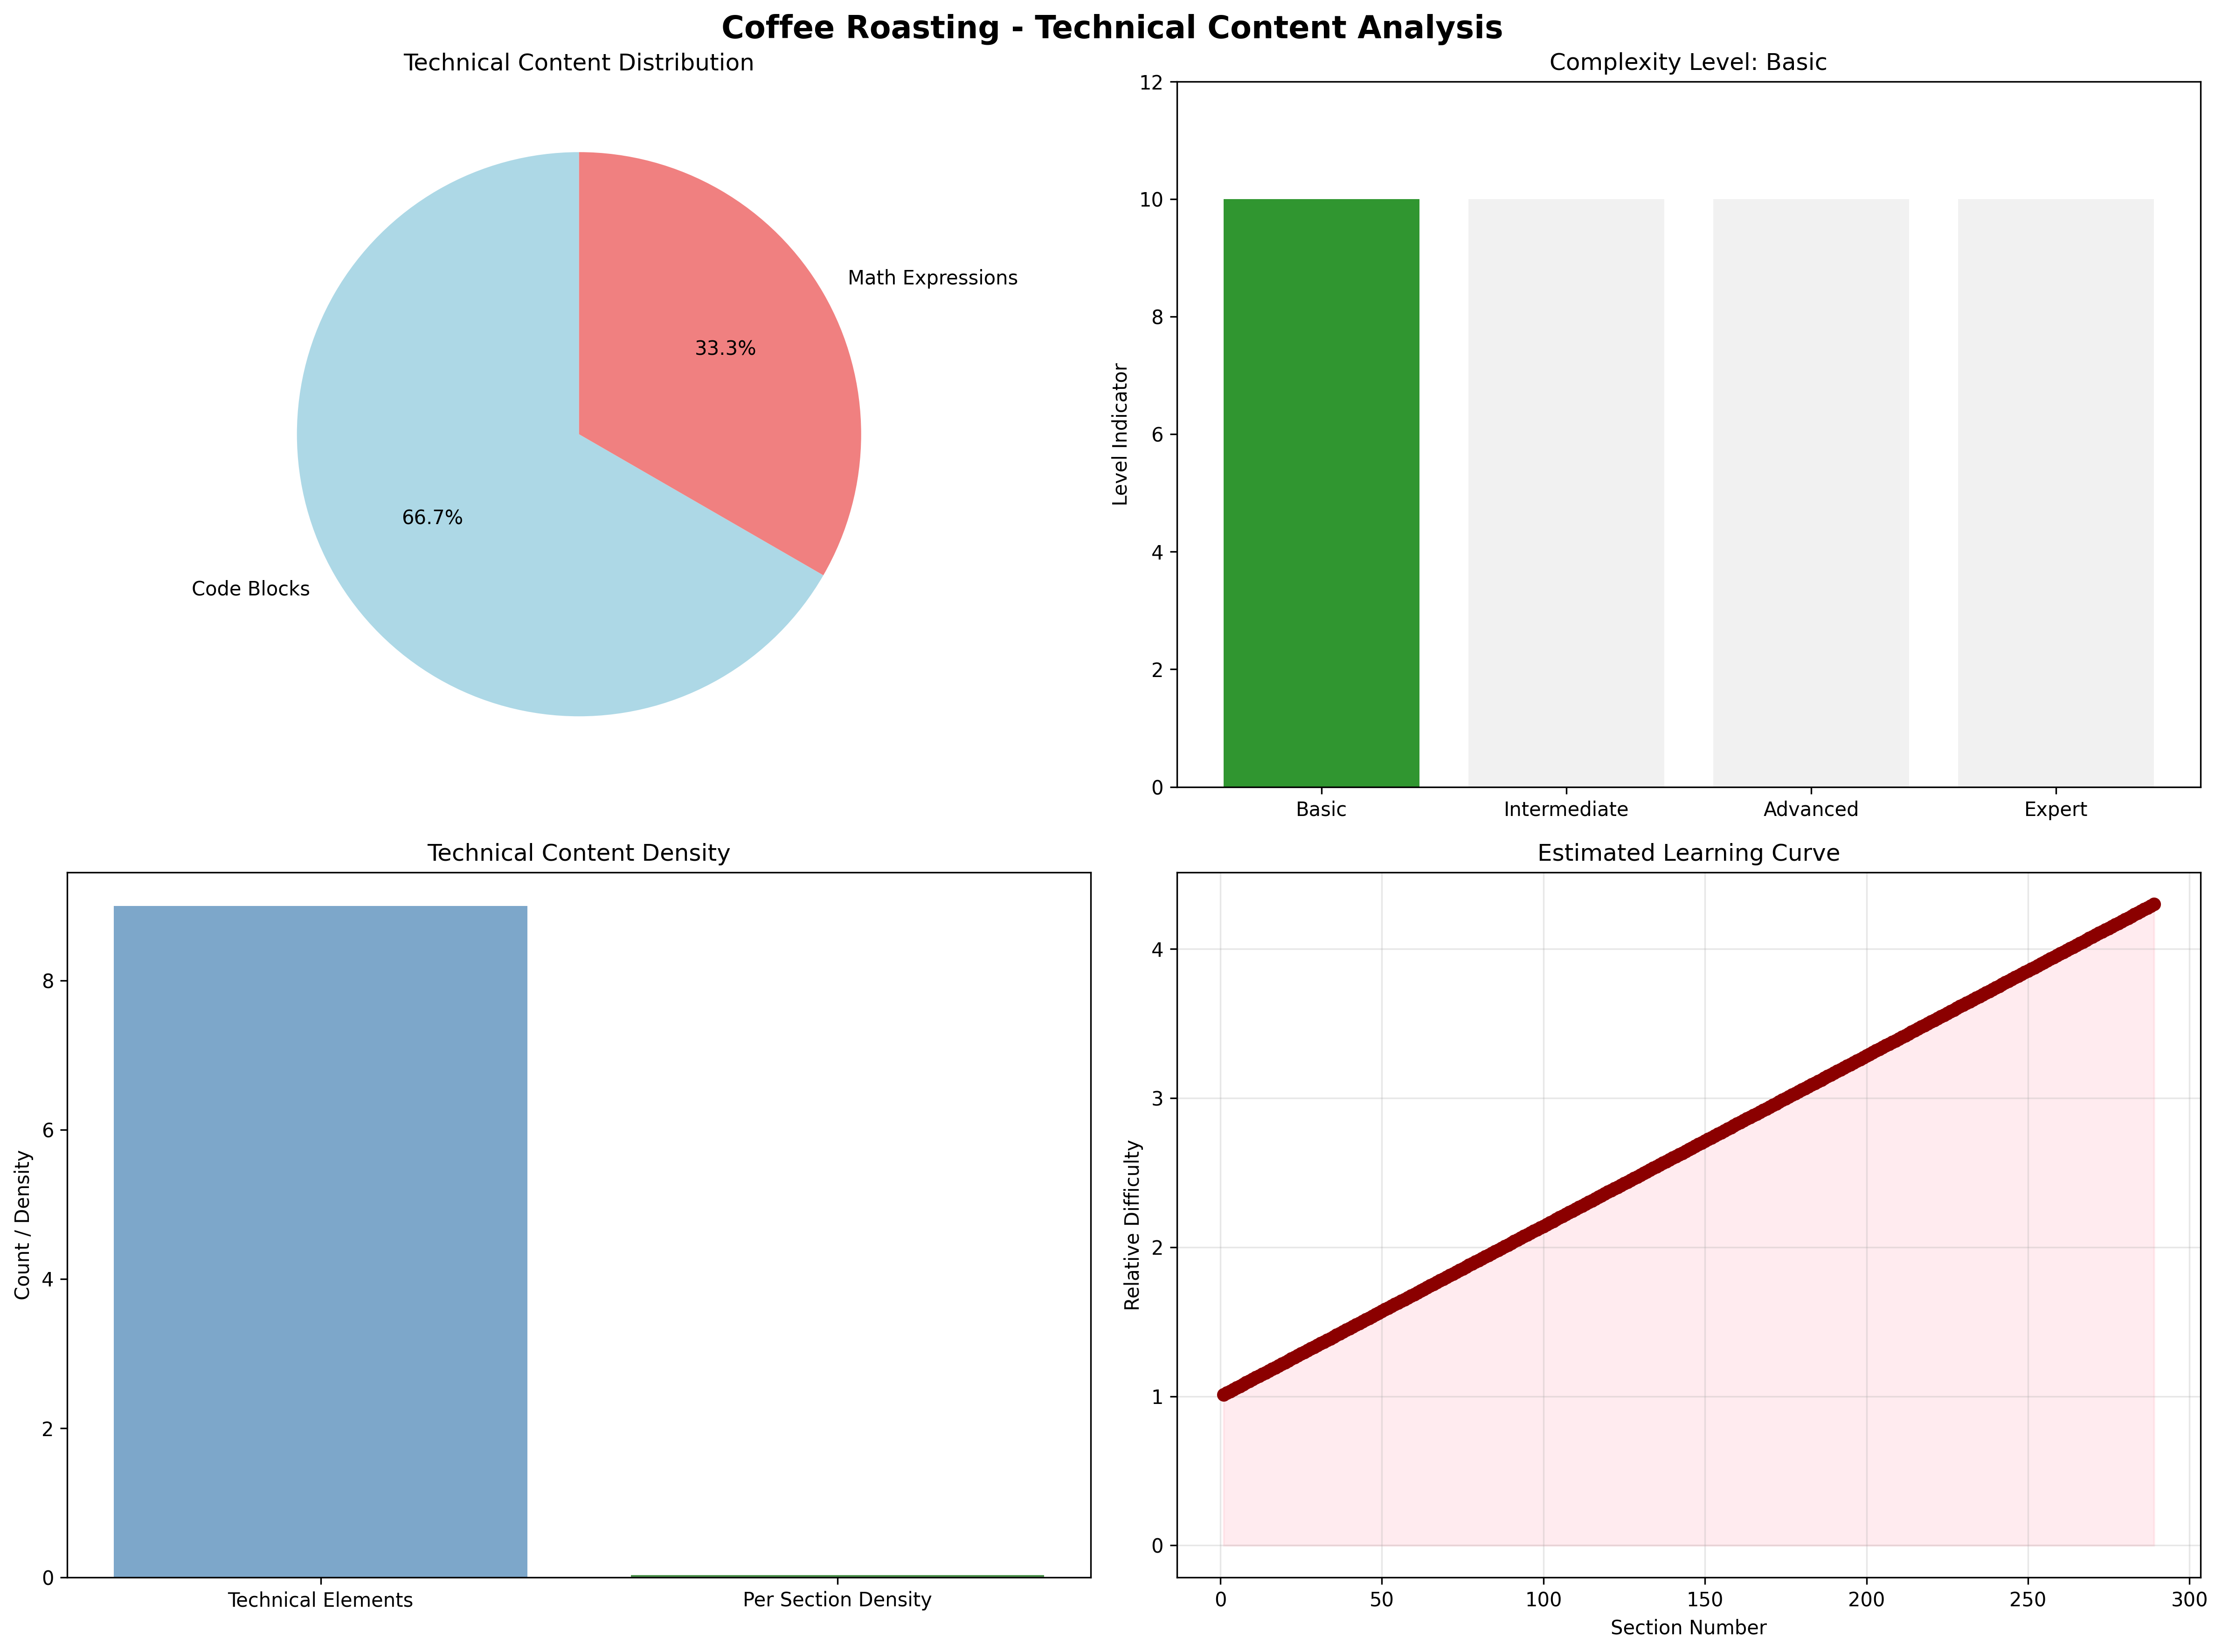 Coffee Roasting - Technical Content Analysis
Technical Content Distribution
Math Expressions
33.3%
66.7%
Code Blocks
Complexity Level: Basic
12
10
8
6
4
2
0
Level Indicator
Basic Intermediate Advanced Expert
Technical Content Density
8
6
4
2
0
Count / Density
Technical Elements Per Section Density
Estimated Learning Curve
4
3
2
1
0
Relative Difficulty
0 50 100 150 200 250 300
Section Number